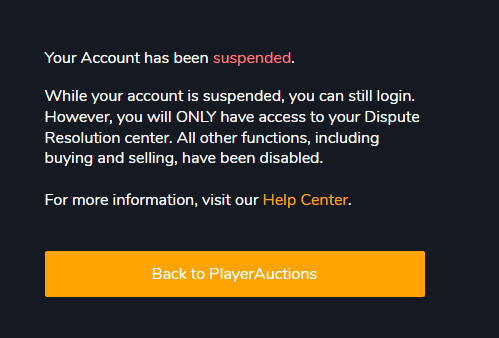 Your Account has been suspended.
While your account is suspended, you can still login.
However, you will ONLY have access to your Dispute
Resolution center. All other functions, including
buying and selling, have been disabled.
For more information, visit our Help Center.
Back to PlayerAuctions